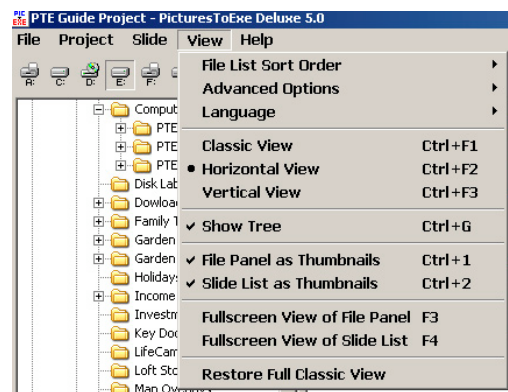 PTE Guide Project - PicturesToExe Deluxe 5.0
File Project Slide View Help
A: C: D: E: F:
File List Sort Order
Advanced Options
Language
Classic View Ctrl+F1
Horizontal View Ctrl+F2
Vertical View Ctrl+F3
Show Tree Ctrl+G
File Panel as Thumbnails Ctrl+1
Slide List as Thumbnails Ctrl+2
Fullscreen View of File Panel F3
Fullscreen View of Slide List F4
Restore Full Classic View
Comput
PTE
PTE
PTE
Disk Lab
Dowloa
Family T
Garden
Garden
Holiday
Income
Investm
Key Doc
LifeCam
Loft Sto